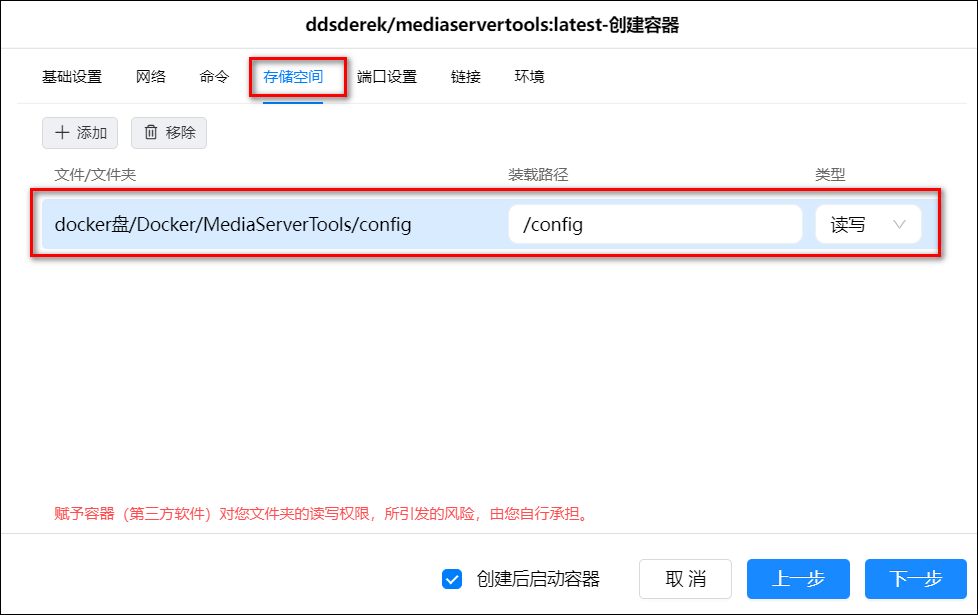 ddsderek/mediaservertools:latest-创建容器
基础设置 网络 命令 存储空间 端口设置 链接 环境
添加 移除
文件/文件夹 装载路径 类型
docker盘/Docker/MediaServerTools/config /config 读写
赋予容器（第三方软件）对您文件夹的读写权限，所引发的风险，由您自行承担。
创建后启动容器 取消 上一步 下一步